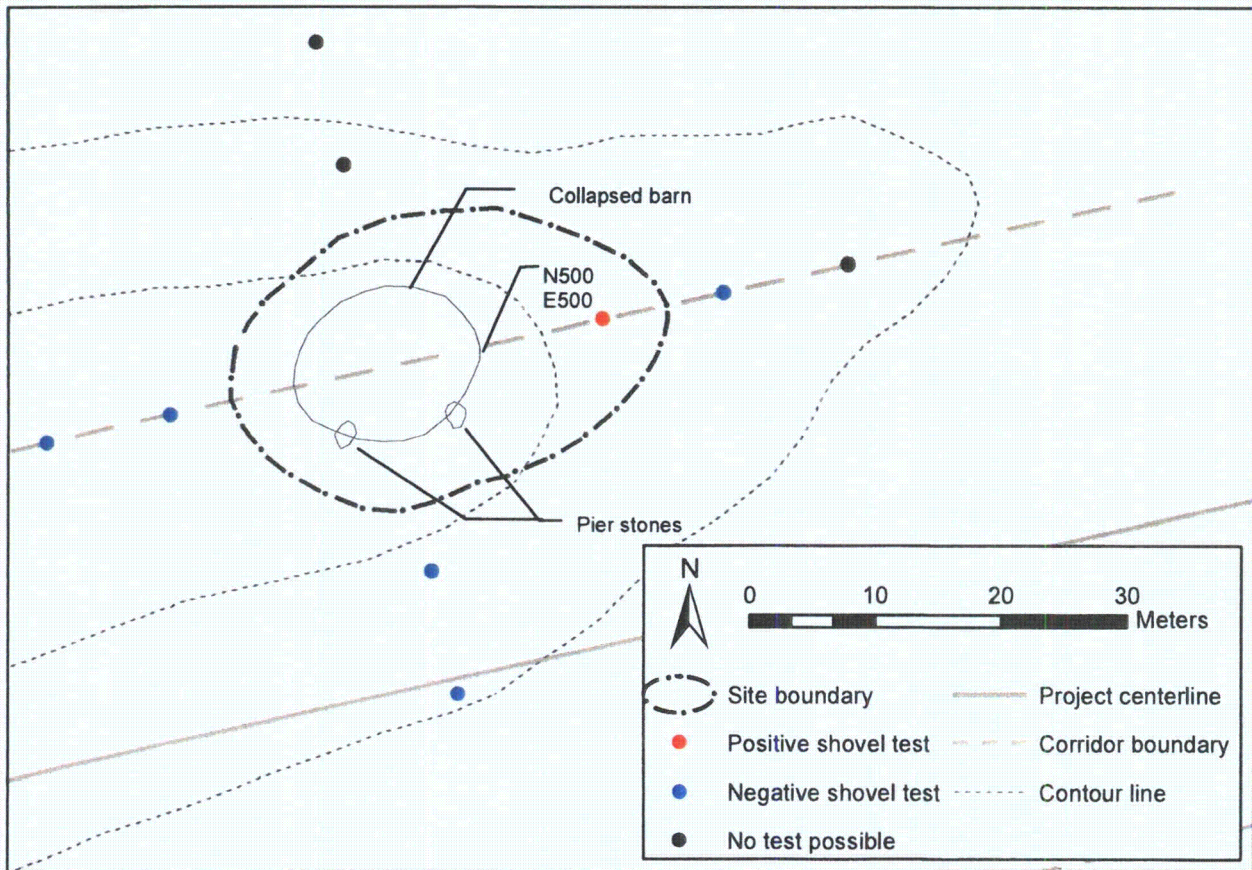 Collapsed barn
N500
E500
Pier stones
N
0 10 20 30
Meters
Site boundary
Project centerline
Positive shovel test
Corridor boundary
Negative shovel test
Contour line
No test possible